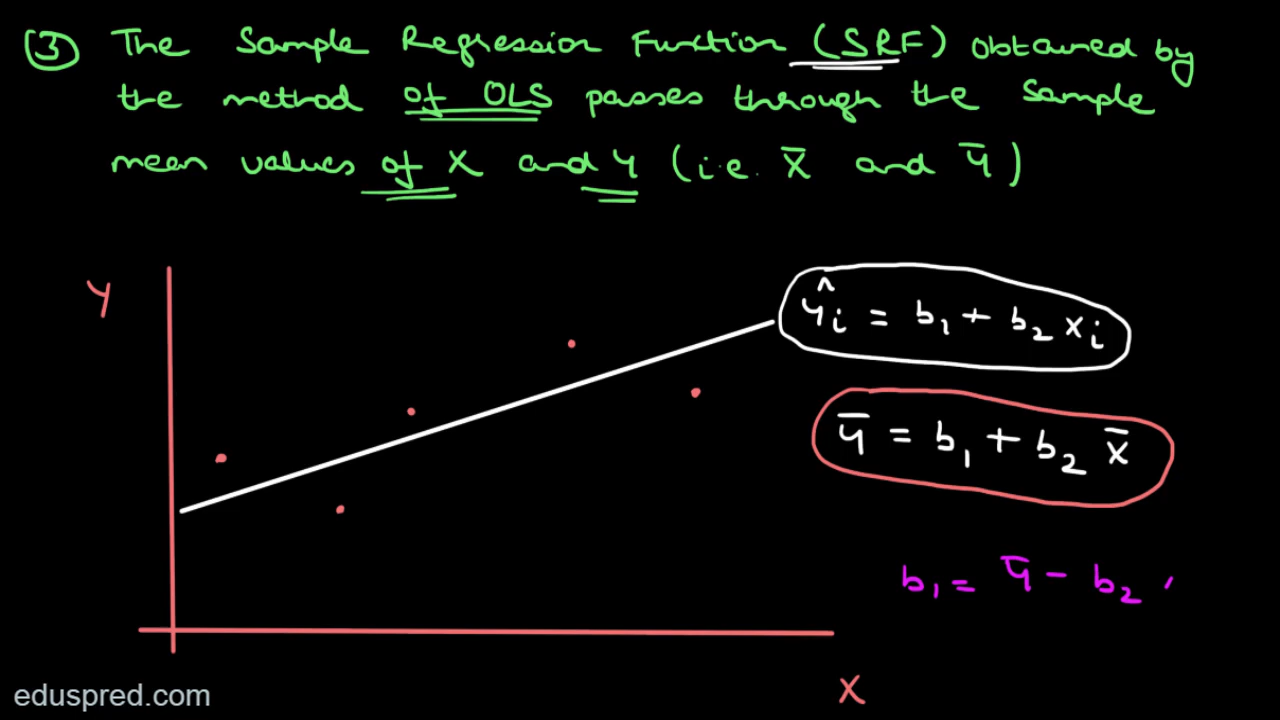 (3) The Sample Regression Function (SRF) obtained by
the method of OLS passes through the sample
mean values of X and Y (i.e. X̄ and Ȳ)
Y
Ŷi = b₁ + b₂ Xi
Ȳ = b₁ + b₂ X̄
b₁ = Ȳ - b₂
X
eduspred.com